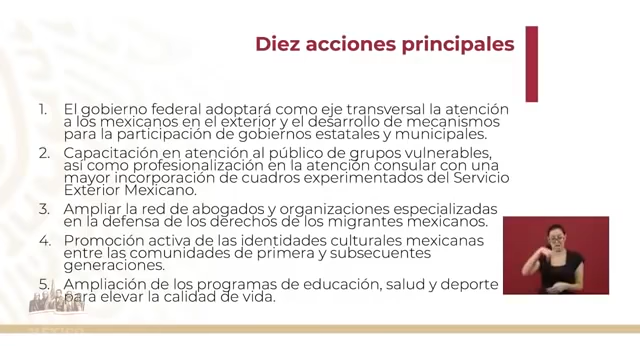 Diez acciones principales
1. El gobierno federal adoptará como eje transversal la atención
a los mexicanos en el exterior y el desarrollo de mecanismos
para la participación de gobiernos estatales y municipales.
2. Capacitación en atención al público de grupos vulnerables,
así como profesionalización en la atención consular con una
mayor incorporación de cuadros experimentados del Servicio
Exterior Mexicano.
3. Ampliar la red de abogados y organizaciones especializadas
en la defensa de los derechos de los migrantes mexicanos.
4. Promoción activa de las identidades culturales mexicanas
entre las comunidades de primera y subsecuentes
generaciones.
5. Ampliación de los programas de educación, salud y deporte
para elevar la calidad de vida.
MÉXICO